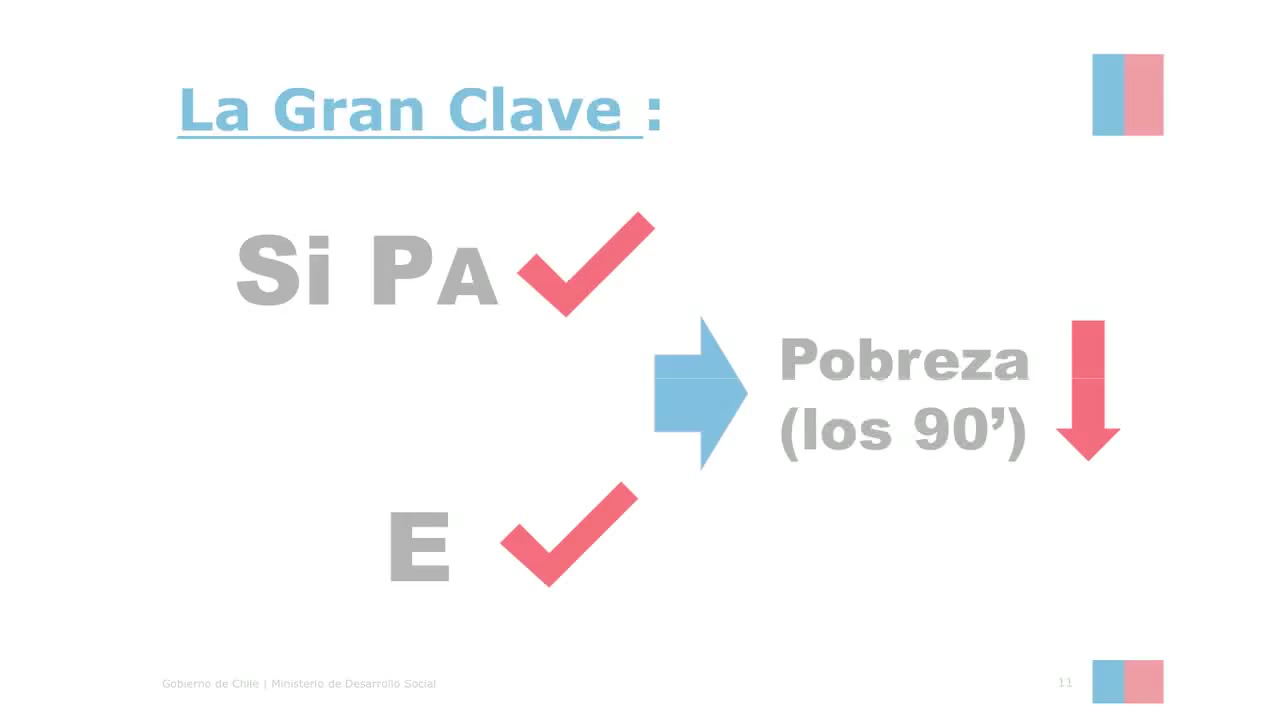 La Gran Clave :
Si PA
Pobreza
(los 90’)
E
Gobierno de Chile | Ministerio de Desarrollo Social
11